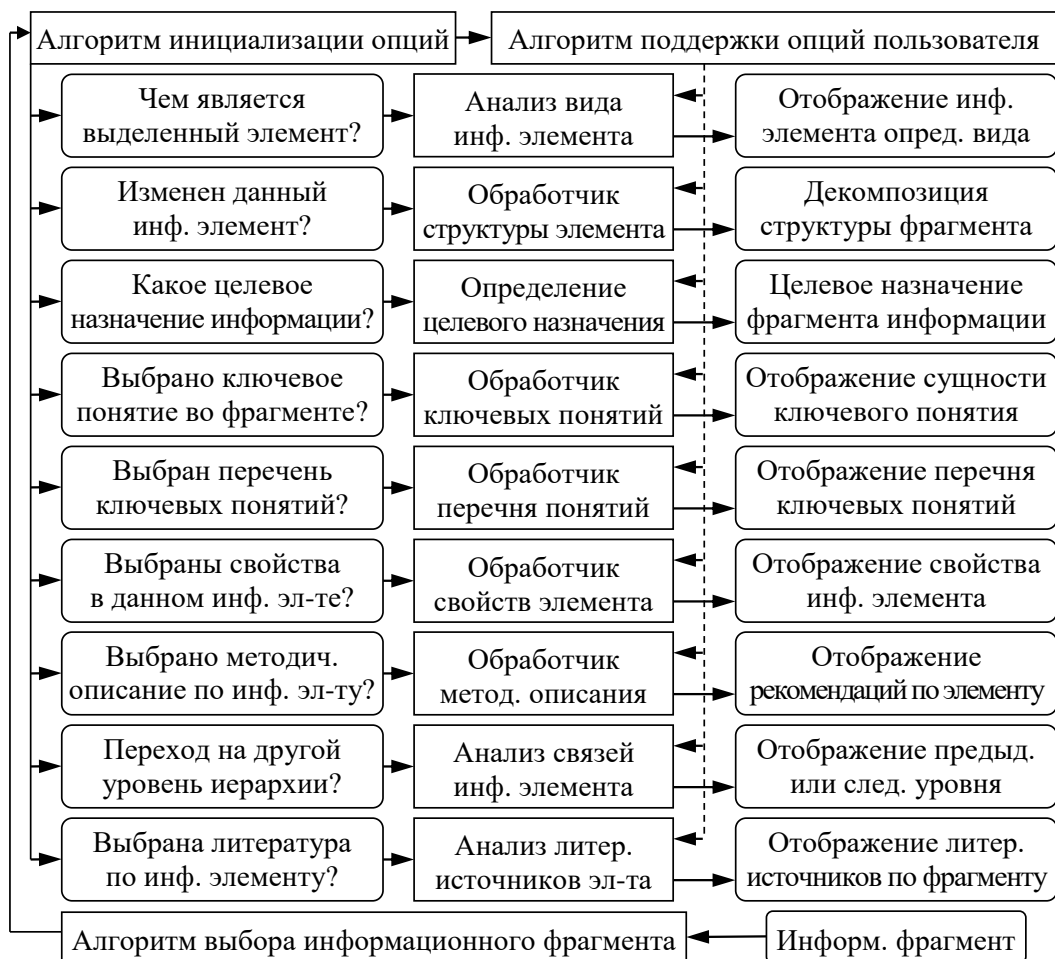 Алгоритм инициализации опций
Алгоритм поддержки опций пользователя
Чем является
выделенный элемент?
Анализ вида
инф. элемента
Отображение инф.
элемента опред. вида
Изменен данный
инф. элемент?
Обработчик
структуры элемента
Декомпозиция
структуры фрагмента
Какое целевое
назначение информации?
Определение
целевого назначения
Целевое назначение
фрагмента информации
Выбрано ключевое
понятие во фрагменте?
Обработчик
ключевых понятий
Отображение сущности
ключевого понятия
Выбран перечень
ключевых понятий?
Обработчик
перечня понятий
Отображение перечня
ключевых понятий
Выбраны свойства
в данном инф. эл-те?
Обработчик
свойств элемента
Отображение свойства
инф. элемента
Выбрано методич.
описание по инф. эл-ту?
Обработчик
метод. описания
Отображение
рекомендаций по элементу
Переход на другой
уровень иерархии?
Анализ связей
инф. элемента
Отображение предыд.
или след. уровня
Выбрана литература
по инф. элементу?
Анализ литер.
источников эл-та
Отображение литер.
источников по фрагменту
Алгоритм выбора информационного фрагмента
Информ. фрагмент